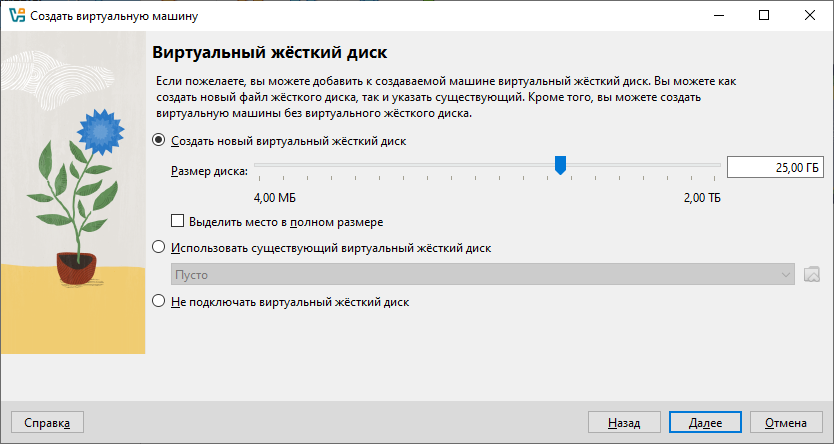 Создать виртуальную машину
Виртуальный жёсткий диск
Если пожелаете, вы можете добавить к создаваемой машине виртуальный жёсткий диск. Вы можете как
создать новый файл жёсткого диска, так и указать существующий. Кроме того, вы можете создать
виртуальную машины без виртуального жёсткого диска.
Создать новый виртуальный жёсткий диск
Размер диска:
25,00 ГБ
4,00 МБ
2,00 ТБ
Выделить место в полном размере
Использовать существующий виртуальный жёсткий диск
Пусто
Не подключать виртуальный жёсткий диск
Справка
Назад
Далее
Отмена